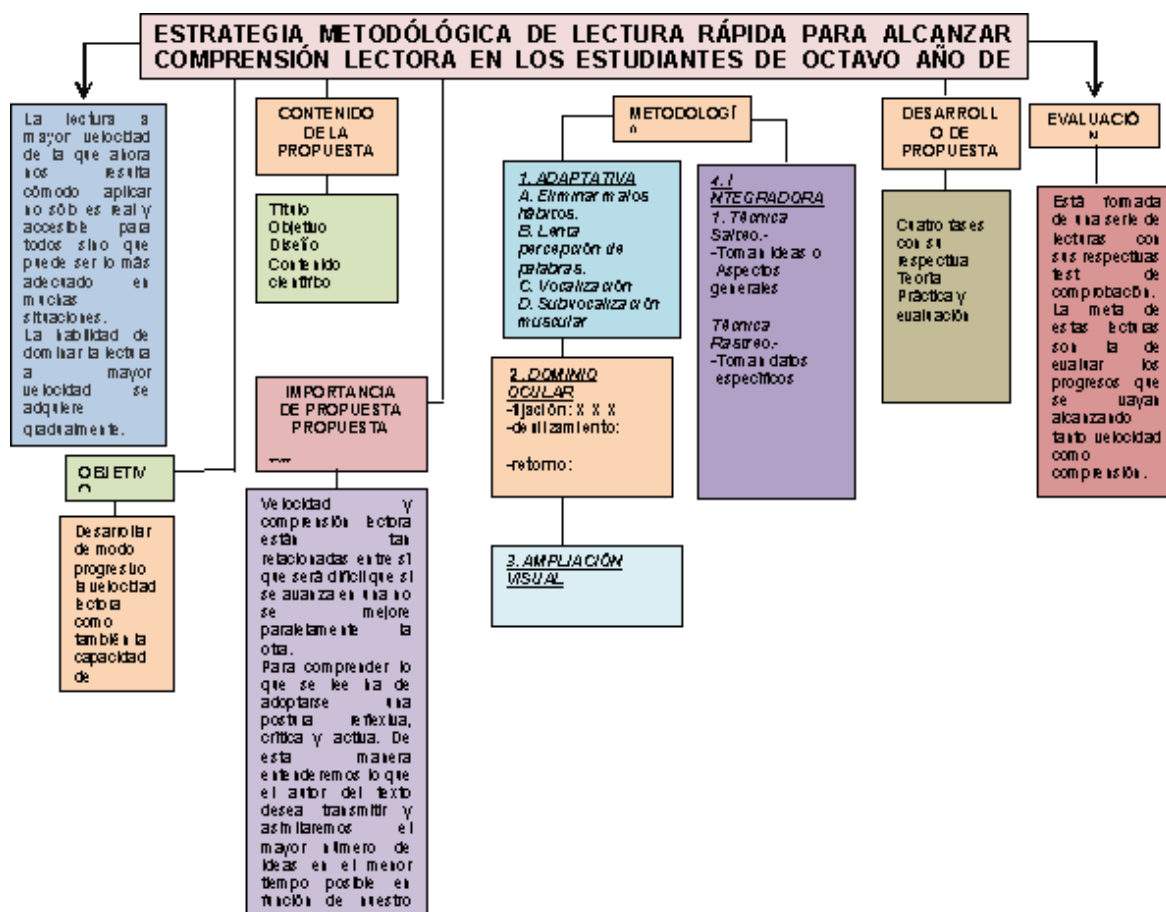 ESTRATEGIA METODÓLÓGICA DE LECTURA RÁPIDA PARA ALCANZAR
COMPRENSIÓN LECTORA EN LOS ESTUDIANTES DE OCTAVO AÑO DE
La lectura a
mayor velocidad
de la que ahora
nos resulta
cómodo aplicar
no sólo es real y
accesible para
todos sino que
puede ser lo más
adecuado en
muchas
situaciones.
La habilidad de
dominar la lectura
a mayor
velocidad se
adquiere
gradualmente.
OBJETIV
O
Desarrollar
de modo
progresivo
la velocidad
lectora
como
también la
capacidad
de
CONTENIDO
DE LA
PROPUESTA
Título
Objetivo
Diseño
Contenido
científico
IMPORTANCIA
DE PROPUESTA
PROPUESTA
Velocidad y
comprensión lectora
están tan
relacionadas entre sí
que será difícil que si
se avanza en una no
se mejore
paralelamente la
otra.
Para comprender lo
que se lee ha de
adoptarse una
postura reflexiva,
crítica y activa. De
esta manera
entenderemos lo que
el autor del texto
desea transmitir y
asimilaremos el
mayor número de
ideas en el menor
tiempo posible en
función de nuestro
METODOLOGÍ
1. ADAPTATIVA
A. Eliminar malos
hábitos.
B. Lenta
percepción de
palabras.
C. Vocalización
D. Subvocalización
muscular
2. DOMINIO
OCULAR
-fijación: X X X
-deslizamiento:
-retorno:
3. AMPLIACIÓN
VISUAL
4. I
NTEGRADORA
1. Técnica
Salteo.-
-Toman ideas o
Aspectos
generales
Técnica
Rastreo.-
-Toman datos
específicos
DESARROLL
O DE
PROPUESTA
Cuatro fases
con su
respectiva
Teoría
Práctica y
evaluación
EVALUACIÓ
N
Está formada
de una serie de
lecturas con
sus respectivas
test de
comprobación.
La meta de
estas lecturas
son la de
evaluar los
progresos que
se vayan
alcanzando
tanto velocidad
como
comprensión.